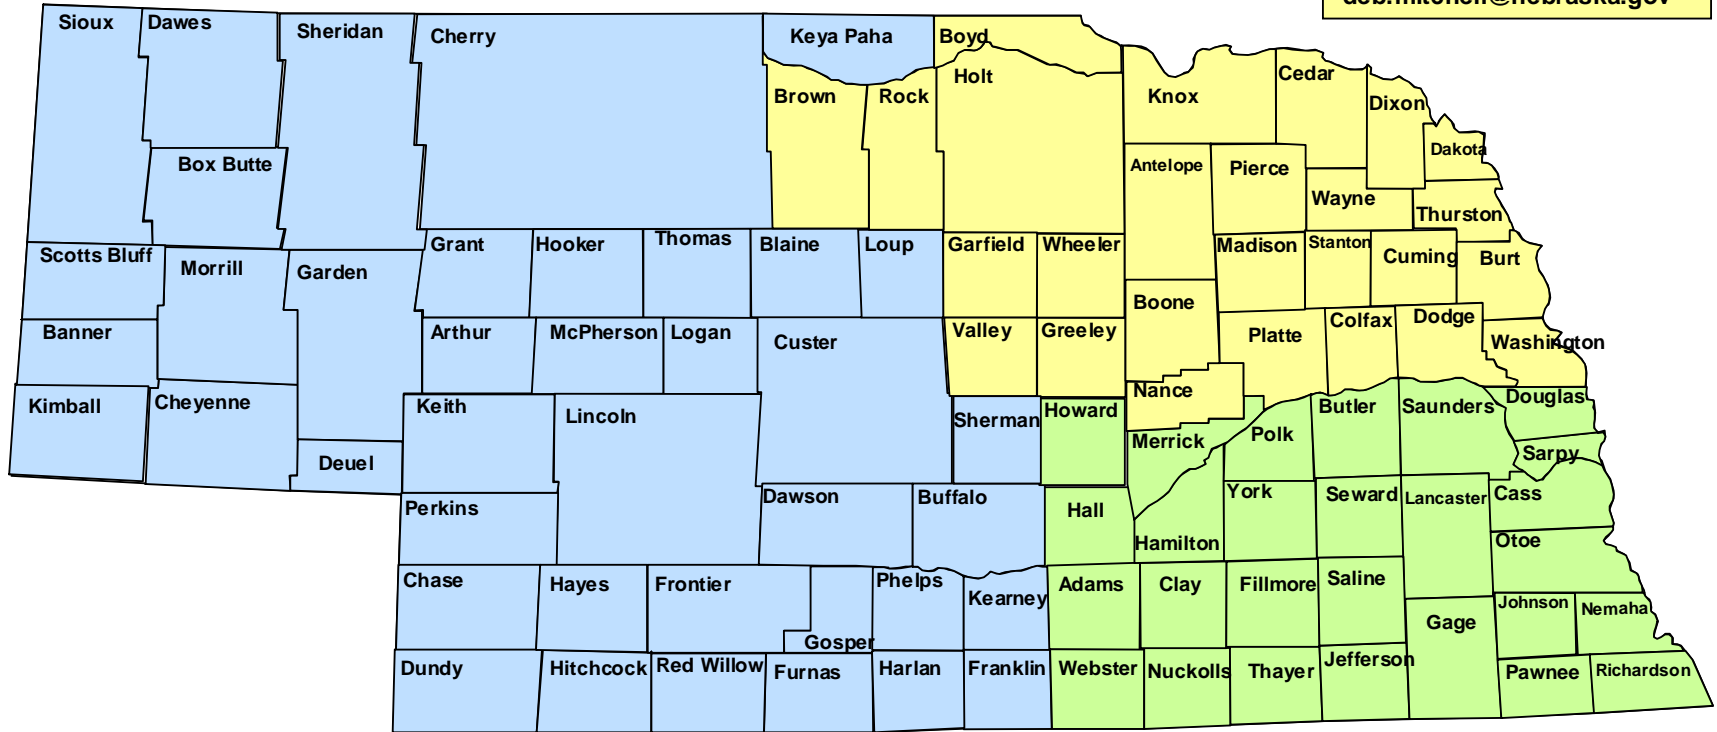 deb.mitchell@nebraska.gov
Sioux
Dawes
Sheridan
Cherry
Keya Paha
Boyd
Holt
Brown
Rock
Knox
Cedar
Dixon
Dakota
Box Butte
Antelope
Pierce
Wayne
Thurston
Scotts Bluff
Morrill
Garden
Grant
Hooker
Thomas
Blaine
Loup
Garfield
Wheeler
Madison
Stanton
Cuming
Burt
Boone
Banner
Arthur
McPherson
Logan
Custer
Valley
Greeley
Platte
Colfax
Dodge
Washington
Kimball
Cheyenne
Keith
Lincoln
Sherman
Howard
Nance
Merrick
Polk
Butler
Saunders
Douglas
Sarpy
Deuel
Perkins
Dawson
Buffalo
Hall
Hamilton
York
Seward
Lancaster
Cass
Otoe
Chase
Hayes
Frontier
Gosper
Phelps
Kearney
Adams
Clay
Fillmore
Saline
Gage
Johnson
Nemaha
Dundy
Hitchcock
Red Willow
Furnas
Harlan
Franklin
Webster
Nuckolls
Thayer
Jefferson
Pawnee
Richardson